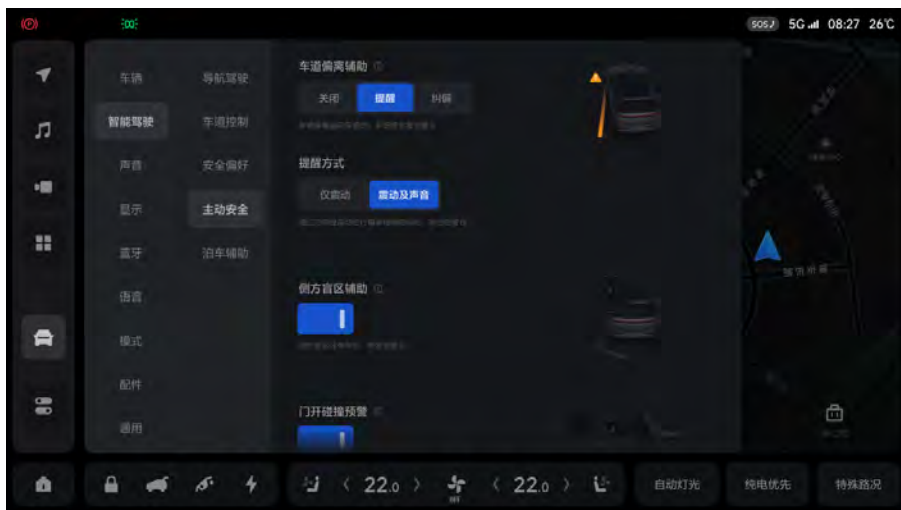 SOS 5G 08:27 26℃
车辆
智能驾驶
声音
显示
蓝牙
语音
模式
配件
通用
导航驾驶
车道控制
安全偏好
主动安全
泊车辅助
车道偏离辅助
关闭 提醒 纠偏
提醒方式
仅震动 震动及声音
侧方盲区辅助
门开碰撞预警
22.0
OFF
22.0
自动灯光 纯电优先 特殊路况